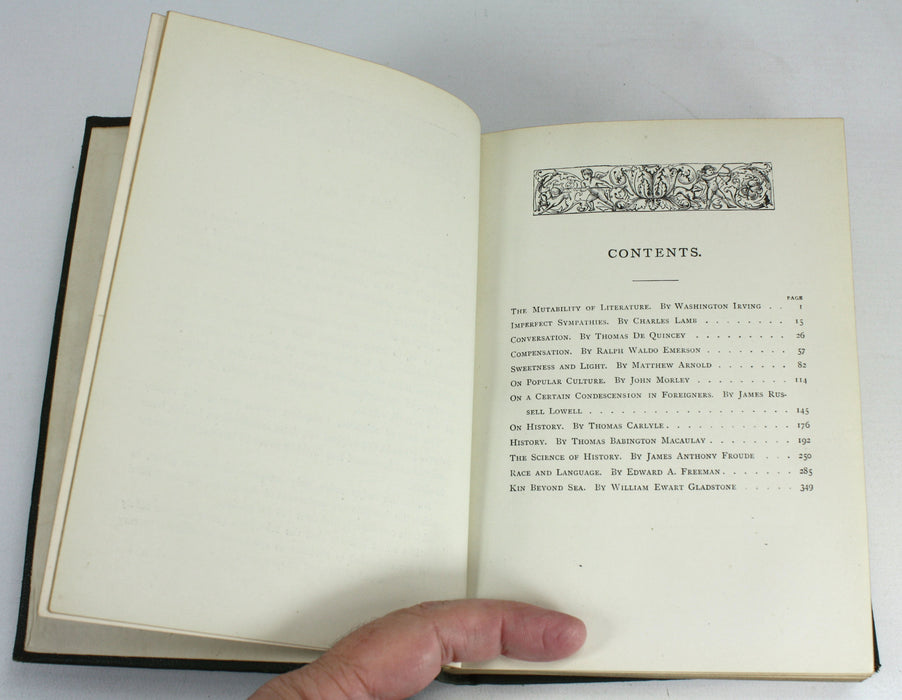 CONTENTS.
PAGE
The Mutability of Literature. By Washington Irving . . 1
Imperfect Sympathies. By Charles Lamb . . . . . . . . 15
Conversation. By Thomas De Quincey . . . . . . . . . 26
Compensation. By Ralph Waldo Emerson . . . . . . . . 57
Sweetness and Light. By Matthew Arnold . . . . . . . 82
On Popular Culture. By John Morley . . . . . . . . . 114
On a Certain Condescension in Foreigners. By James Rus-
sell Lowell . . . . . . . . . . . . . . . . . . . 145
On History. By Thomas Carlyle . . . . . . . . . . . . 176
History. By Thomas Babington Macaulay . . . . . . . . 192
The Science of History. By James Anthony Froude . . . 250
Race and Language. By Edward A. Freeman . . . . . . . 285
Kin Beyond Sea. By William Ewart Gladstone . . . . . 349